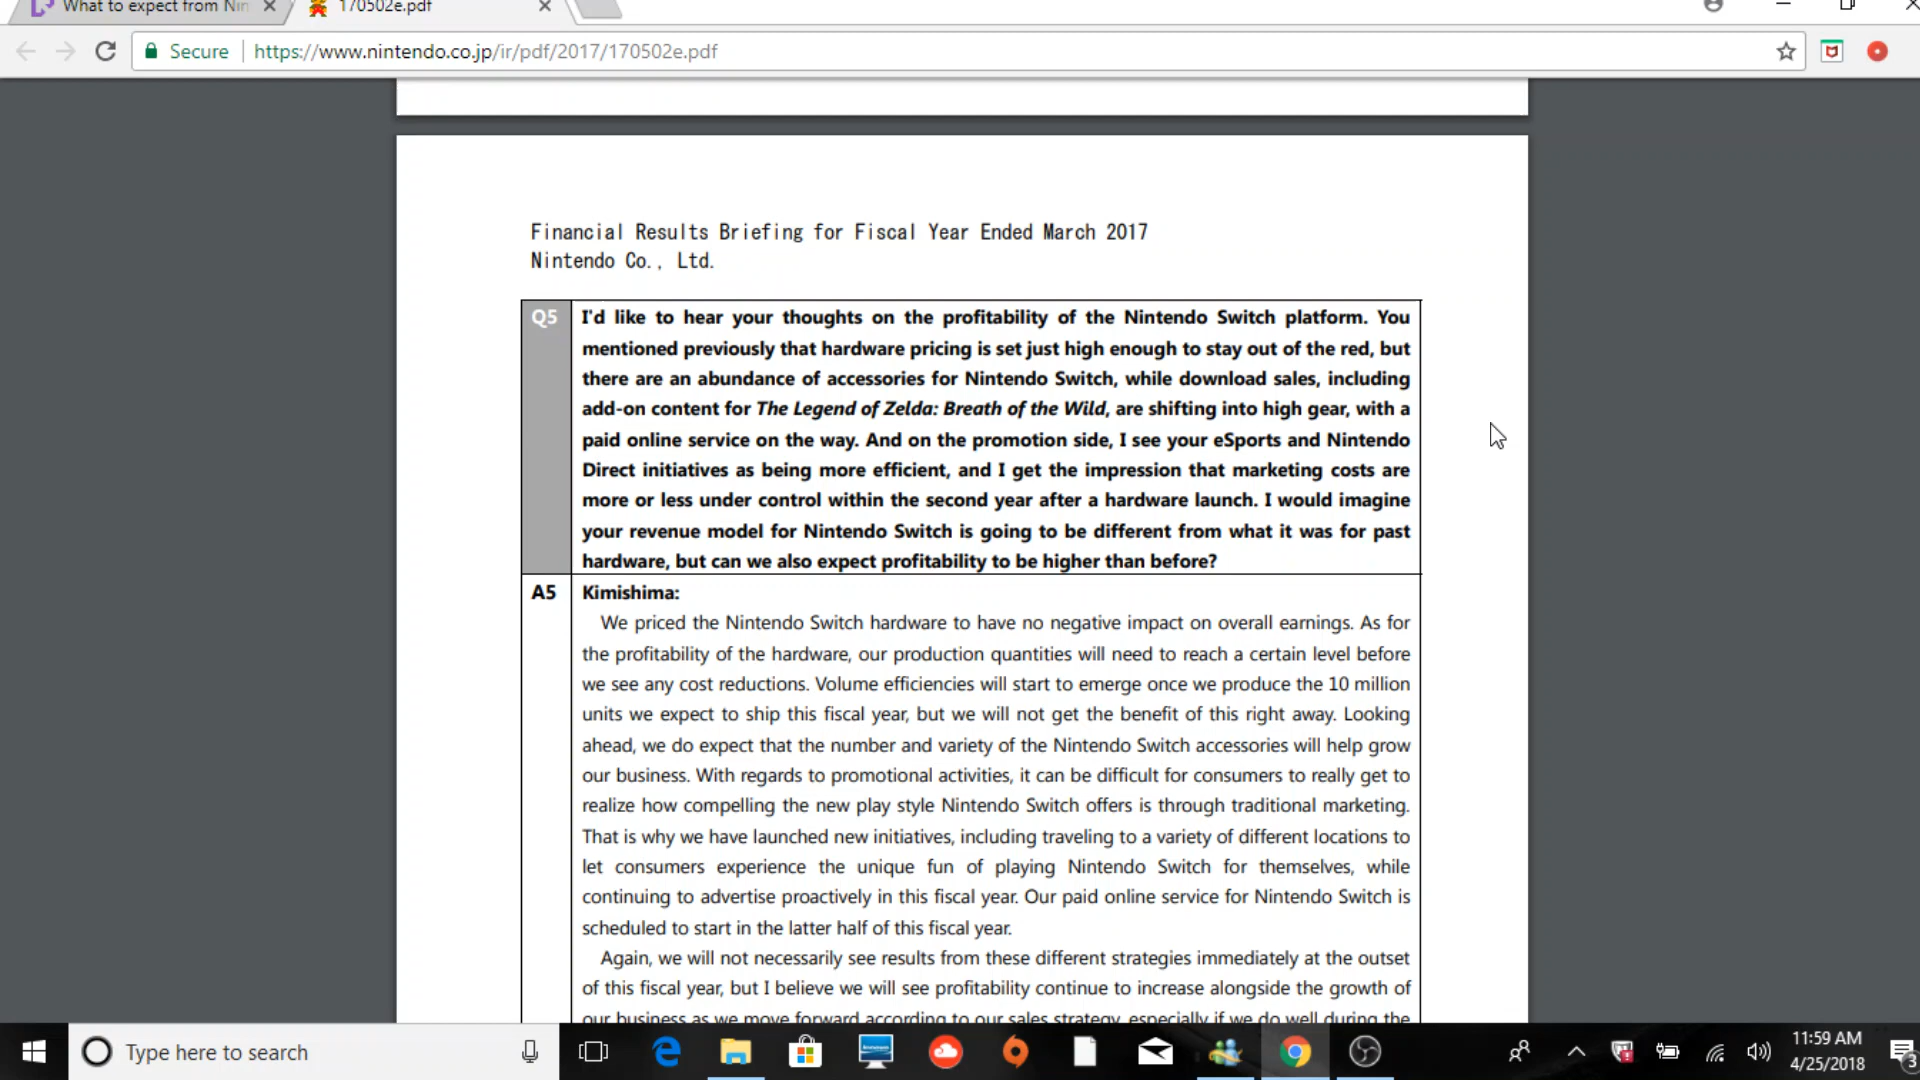 What to expect from Nin
170502e.pdf
Secure
https://www.nintendo.co.jp/ir/pdf/2017/170502e.pdf
Financial Results Briefing for Fiscal Year Ended March 2017
Nintendo Co., Ltd.
Q5
I'd like to hear your thoughts on the profitability of the Nintendo Switch platform. You
mentioned previously that hardware pricing is set just high enough to stay out of the red, but
there are an abundance of accessories for Nintendo Switch, while download sales, including
add-on content for The Legend of Zelda: Breath of the Wild, are shifting into high gear, with a
paid online service on the way. And on the promotion side, I see your eSports and Nintendo
Direct initiatives as being more efficient, and I get the impression that marketing costs are
more or less under control within the second year after a hardware launch. I would imagine
your revenue model for Nintendo Switch is going to be different from what it was for past
hardware, but can we also expect profitability to be higher than before?
A5
Kimishima:
We priced the Nintendo Switch hardware to have no negative impact on overall earnings. As for
the profitability of the hardware, our production quantities will need to reach a certain level before
we see any cost reductions. Volume efficiencies will start to emerge once we produce the 10 million
units we expect to ship this fiscal year, but we will not get the benefit of this right away. Looking
ahead, we do expect that the number and variety of the Nintendo Switch accessories will help grow
our business. With regards to promotional activities, it can be difficult for consumers to really get to
realize how compelling the new play style Nintendo Switch offers is through traditional marketing.
That is why we have launched new initiatives, including traveling to a variety of different locations to
let consumers experience the unique fun of playing Nintendo Switch for themselves, while
continuing to advertise proactively in this fiscal year. Our paid online service for Nintendo Switch is
scheduled to start in the latter half of this fiscal year.
Again, we will not necessarily see results from these different strategies immediately at the outset
of this fiscal year, but I believe we will see profitability continue to increase alongside the growth of
our business as we move forward according to our sales strategy, especially if we do well during the
Type here to search
11:59 AM
4/25/2018
3